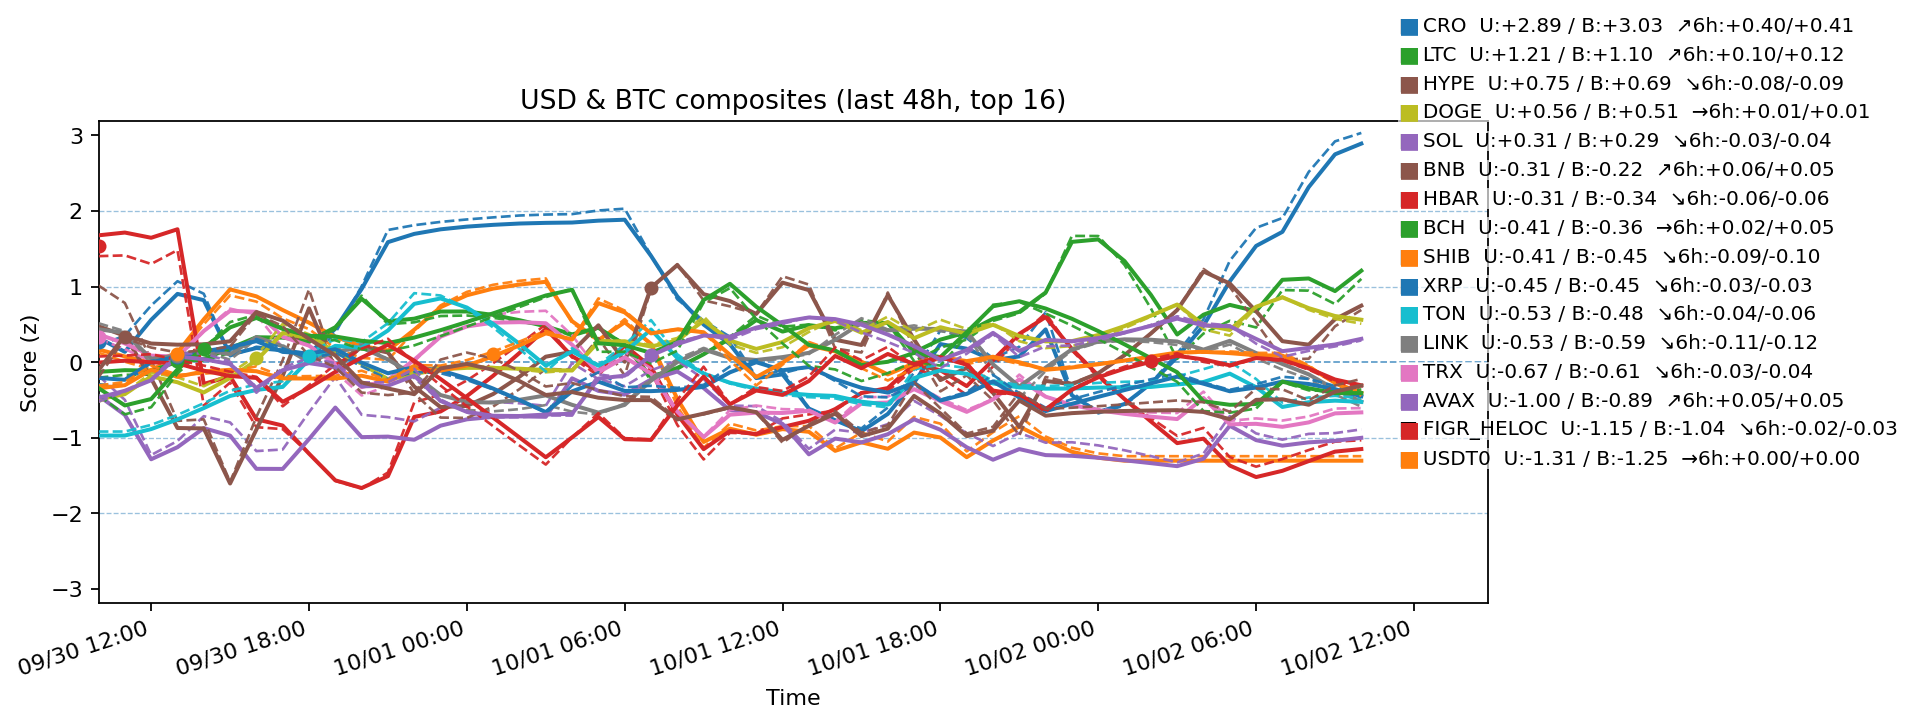 CRO  U:+2.89 / B:+3.03  ↗6h:+0.40/+0.41
LTC  U:+1.21 / B:+1.10  ↗6h:+0.10/+0.12
HYPE  U:+0.75 / B:+0.69  ↘6h:-0.08/-0.09
DOGE  U:+0.56 / B:+0.51  →6h:+0.01/+0.01
SOL  U:+0.31 / B:+0.29  ↘6h:-0.03/-0.04
BNB  U:-0.31 / B:-0.22  ↗6h:+0.06/+0.05
HBAR  U:-0.31 / B:-0.34  ↘6h:-0.06/-0.06
BCH  U:-0.41 / B:-0.36  →6h:+0.02/+0.05
SHIB  U:-0.41 / B:-0.45  ↘6h:-0.09/-0.10
XRP  U:-0.45 / B:-0.45  ↘6h:-0.03/-0.03
TON  U:-0.53 / B:-0.48  ↘6h:-0.04/-0.06
LINK  U:-0.53 / B:-0.59  ↘6h:-0.11/-0.12
TRX  U:-0.67 / B:-0.61  ↘6h:-0.03/-0.04
AVAX  U:-1.00 / B:-0.89  ↗6h:+0.05/+0.05
FIGR_HELOC  U:-1.15 / B:-1.04  ↘6h:-0.02/-0.03
USDT0  U:-1.31 / B:-1.25  →6h:+0.00/+0.00
USD & BTC composites (last 48h, top 16)
Score (z)
3
2
1
0
−1
−2
−3
09/30 12:00
09/30 18:00
10/01 00:00
10/01 06:00
10/01 12:00
10/01 18:00
10/02 00:00
10/02 06:00
10/02 12:00
Time